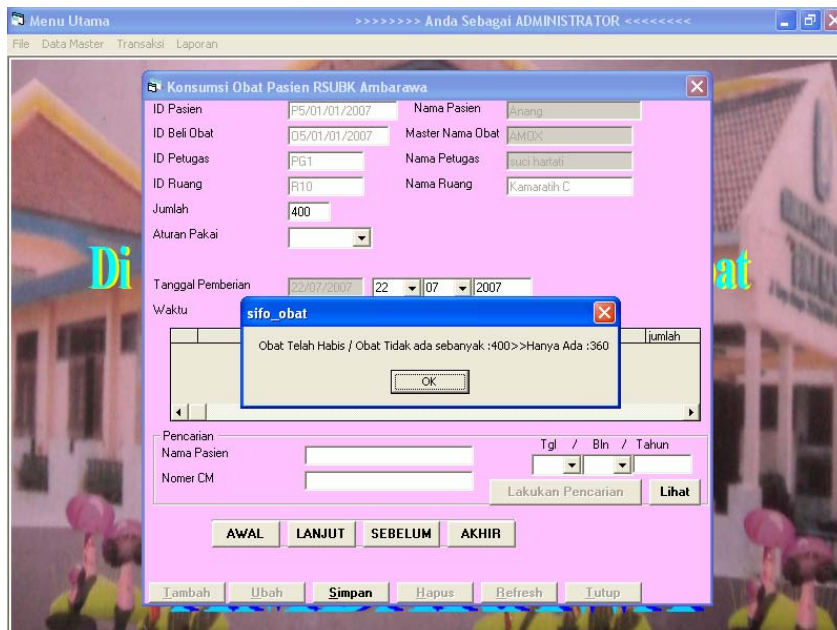 Menu Utama >>>>>>>> Anda Sebagai ADMINISTRATOR <<<<<<<<
File Data Master Transaksi Laporan
Konsumsi Obat Pasien RSUBK Ambarawa
ID Pasien P5/01/01/2007 Nama Pasien Anang
ID Beli Obat O5/01/01/2007 Master Nama Obat AMOX
ID Petugas PG1 Nama Petugas suci hartati
ID Ruang R10 Nama Ruang Kamaratih C
Jumlah 400
Aturan Pakai
Di at
Tanggal Pemberian 22/07/2007 22 07 2007
Waktu
sifo_obat
jumlah
Obat Telah Habis / Obat Tidak ada sebanyak :400>>Hanya Ada :360
OK
Pencarian
Tgl / Bln / Tahun
Nama Pasien
Nomer CM
Lakukan Pencarian Lihat
AWAL LANJUT SEBELUM AKHIR
Tambah Ubah Simpan Hapus Refresh Tutup